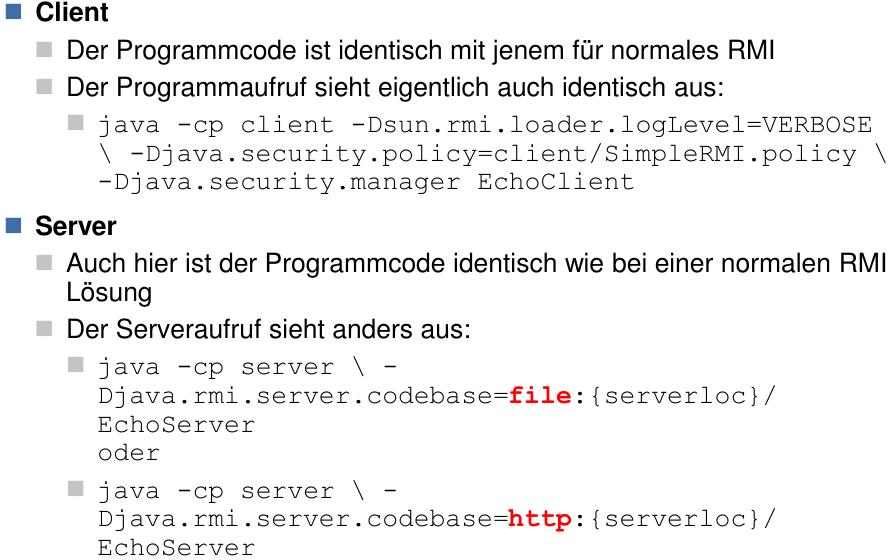 Client
Der Programmcode ist identisch mit jenem für normales RMI
Der Programmaufruf sieht eigentlich auch identisch aus:
java -cp client -Dsun.rmi.loader.logLevel=VERBOSE
\ -Djava.security.policy=client/SimpleRMI.policy \
-Djava.security.manager EchoClient
Server
Auch hier ist der Programmcode identisch wie bei einer normalen RMI
Lösung
Der Serveraufruf sieht anders aus:
java -cp server \ -
Djava.rmi.server.codebase=file:{serverloc}/
EchoServer
oder
java -cp server \ -
Djava.rmi.server.codebase=http:{serverloc}/
EchoServer